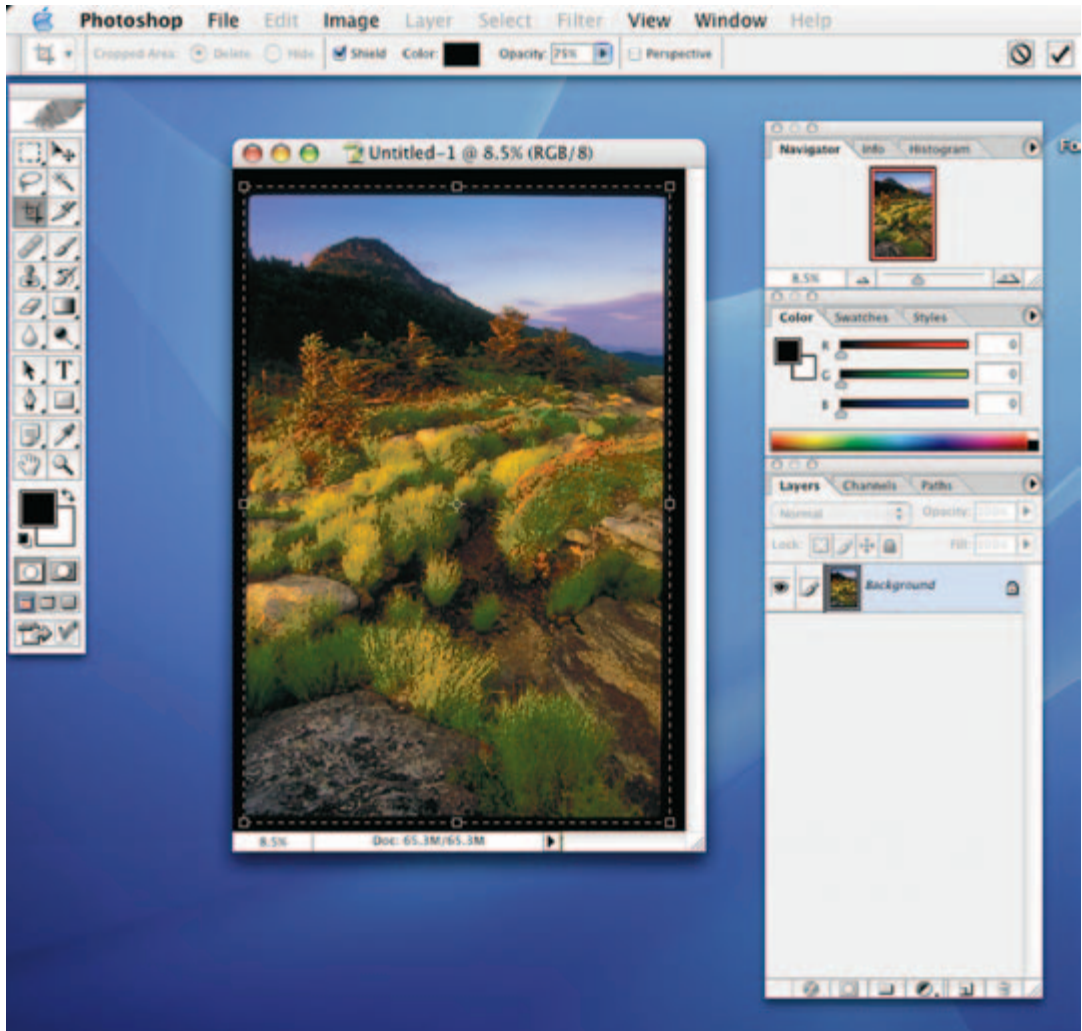 Photoshop File Edit Image Layer Select Filter View Window Help
Cropped Area: Delete Hide Shield Color: Opacity: 75% Perspective
Untitled-1 @ 8.5% (RGB/8)
8.5% Doc: 65.3M/65.3M
T
Navigator Info Histogram
Fo
8.5%
Color Swatches Styles
R 0
G 0
B 0
Layers Channels Paths
Normal Opacity:
Lock: Fill:
Background